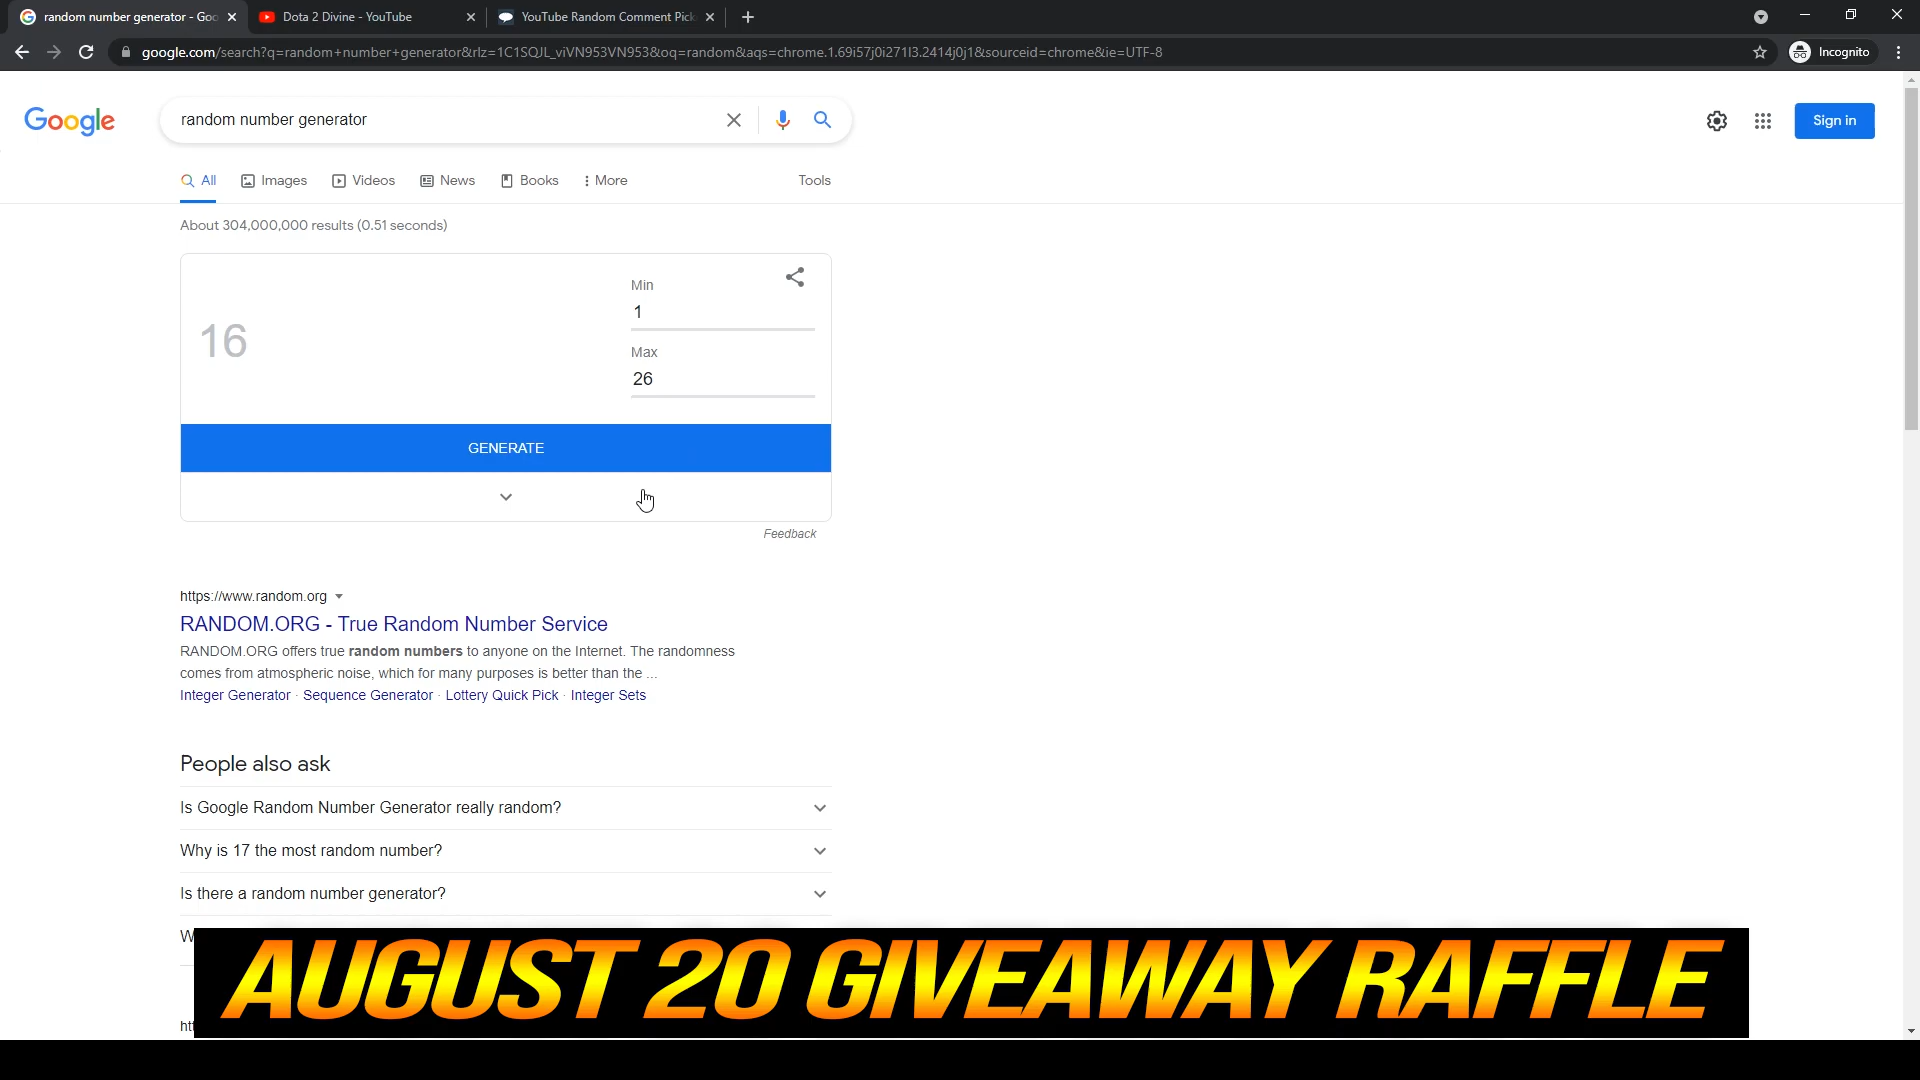 random number generator - Goo
Dota 2 Divine - YouTube
YouTube Random Comment Pick
google.com/search?q=random+number+generator&rlz=1C1SQJL_viVN953VN953&oq=random&aqs=chrome.1.69i57j0i271l3.2414j0j1&sourceid=chrome&ie=UTF-8
Incognito
Google
random number generator
Sign in
All
Images
Videos
News
Books
More
Tools
About 304,000,000 results (0.51 seconds)
Min
1
16
Max
26
GENERATE
Feedback
https://www.random.org
RANDOM.ORG - True Random Number Service
RANDOM.ORG offers true random numbers to anyone on the Internet. The randomness
comes from atmospheric noise, which for many purposes is better than the ...
Integer Generator · Sequence Generator · Lottery Quick Pick · Integer Sets
People also ask
Is Google Random Number Generator really random?
Why is 17 the most random number?
Is there a random number generator?
AUGUST 20 GIVEAWAY RAFFLE